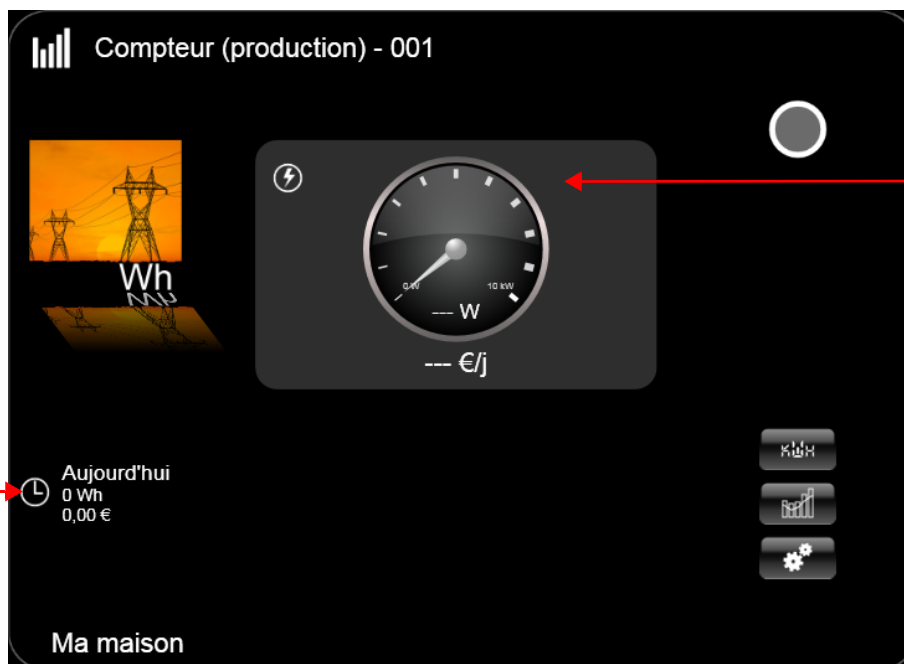 Compteur (production) - 001
Wh
0 W
10 kW
--- W
--- €/j
KWH
Aujourd'hui
0 Wh
0,00 €
Ma maison